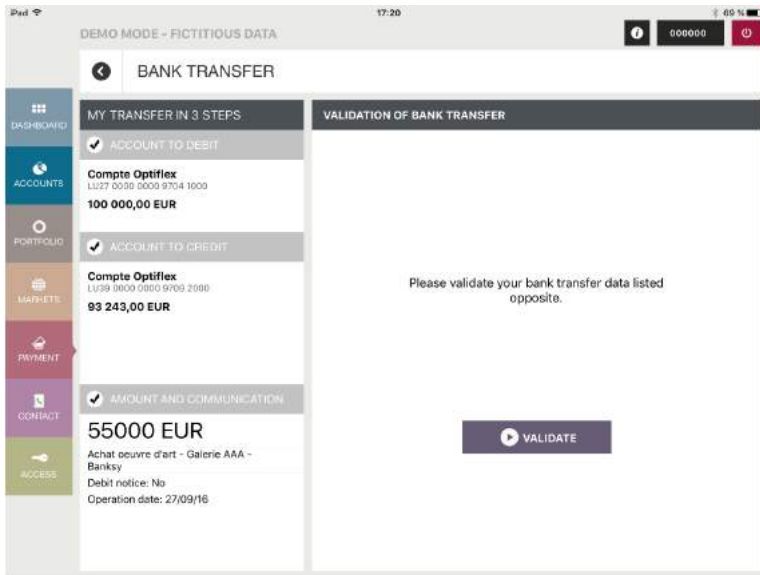 iPad 17:20 69 %
DEMO MODE - FICTITIOUS DATA 000000
BANK TRANSFER
DASHBOARD
ACCOUNTS
PORTFOLIO
MARKETS
PAYMENT
CONTACT
ACCESS
MY TRANSFER IN 3 STEPS
ACCOUNT TO DEBIT
Compte Optiflex
LU27 0000 0000 9704 1000
100 000,00 EUR
ACCOUNT TO CREDIT
Compte Optiflex
LU39 0000 0000 9709 2000
93 243,00 EUR
AMOUNT AND COMMUNICATION
55000 EUR
Achat oeuvre d'art - Galerie AAA -
Banksy
Debit notice: No
Operation date: 27/09/16
VALIDATION OF BANK TRANSFER
Please validate your bank transfer data listed
opposite.
VALIDATE